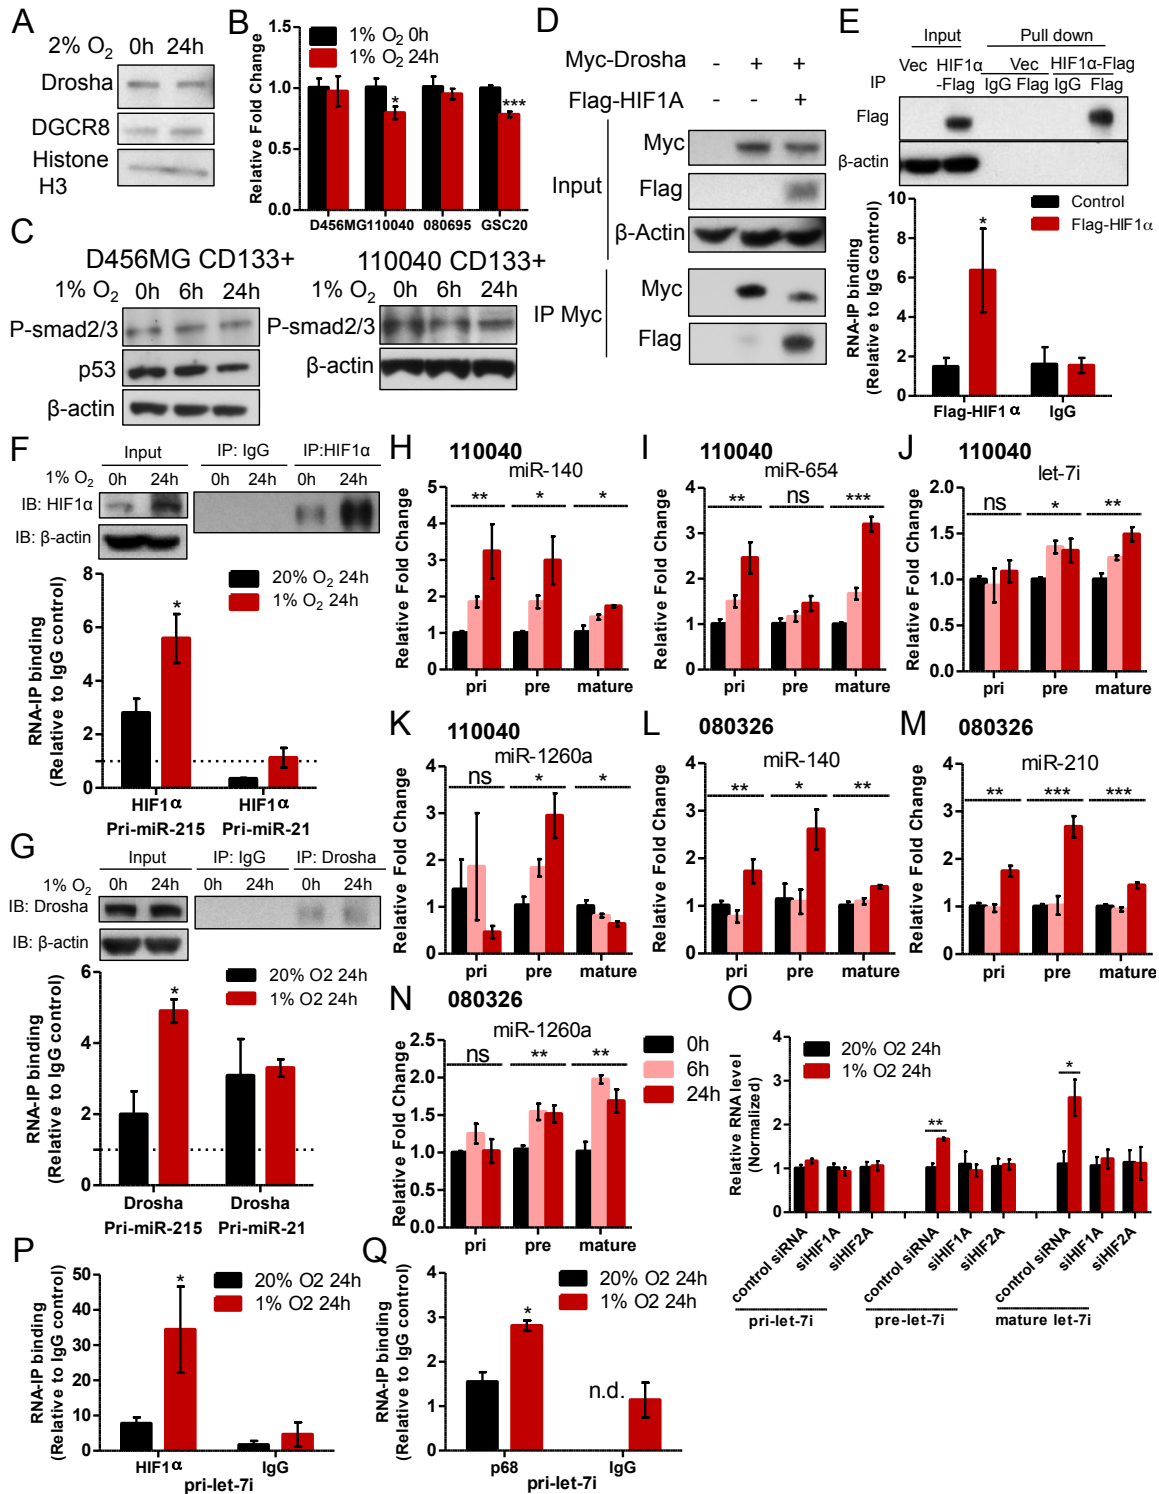 A
2% O2 0h 24h
Drosha
DGCR8
Histone
H3
B
Relative Fold Change
1.5
1.0
0.5
0.0
1% O2 0h
1% O2 24h
*
***
D456MG 110040 080695 GSC20
C
D456MG CD133+
1% O2 0h 6h 24h
P-smad2/3
p53
β-actin
110040 CD133+
1% O2 0h 6h 24h
P-smad2/3
β-actin
D
Myc-Drosha - + +
Flag-HIF1A - - +
Input
Myc
Flag
β-Actin
IP Myc
Myc
Flag
E
Input Pull down
Vec HIF1α-Flag Vec HIF1α-Flag
IP IgG Flag IgG Flag
Flag
β-actin
RNA-IP binding
(Relative to IgG control)
10
8
6
4
2
0
Control
Flag-HIF1α
*
Flag-HIF1α IgG
F
Input IP: IgG IP:HIF1α
1% O2 0h 24h 0h 24h 0h 24h
IB: HIF1α
IB: β-actin
RNA-IP binding
(Relative to IgG control)
8
6
4
2
0
20% O2 24h
1% O2 24h
*
HIF1α HIF1α
Pri-miR-215 Pri-miR-21
G
Input IP: IgG IP: Drosha
1% O2 0h 24h 0h 24h 0h 24h
IB: Drosha
IB: β-actin
RNA-IP binding
(Relative to IgG control)
6
4
2
0
20% O2 24h
1% O2 24h
*
Drosha Drosha
Pri-miR-215 Pri-miR-21
H 110040
miR-140
Relative Fold Change
5
4
3
2
1
0
** * *
pri pre mature
I 110040
miR-654
Relative Fold Change
4
3
2
1
0
** ns ***
pri pre mature
J 110040
let-7i
Relative Fold Change
2.0
1.5
1.0
0.5
0.0
ns * **
pri pre mature
K 110040
miR-1260a
Relative Fold Change
4
3
2
1
0
ns * *
pri pre mature
L 080326
miR-140
Relative Fold Change
4
3
2
1
0
** * **
pri pre mature
M 080326
miR-210
Relative Fold Change
4
3
2
1
0
** *** ***
pri pre mature
N 080326
miR-1260a
Relative Fold Change
2.5
2.0
1.5
1.0
0.5
0.0
ns ** **
0h
6h
24h
pri pre mature
O
Relative RNA level
(Normalized)
4
3
2
1
0
20% O2 24h
1% O2 24h
** *
control siRNA siHIF1A siHIF2A control siRNA siHIF1A siHIF2A control siRNA siHIF1A siHIF2A
pri-let-7i pre-let-7i mature let-7i
P
RNA-IP binding
(Relative to IgG control)
50
40
30
20
10
0
20% O2 24h
1% O2 24h
*
HIF1α IgG
pri-let-7i
Q
RNA-IP binding
(Relative to IgG control)
4
3
2
1
0
20% O2 24h
1% O2 24h
*
n.d.
p68 IgG
pri-let-7i